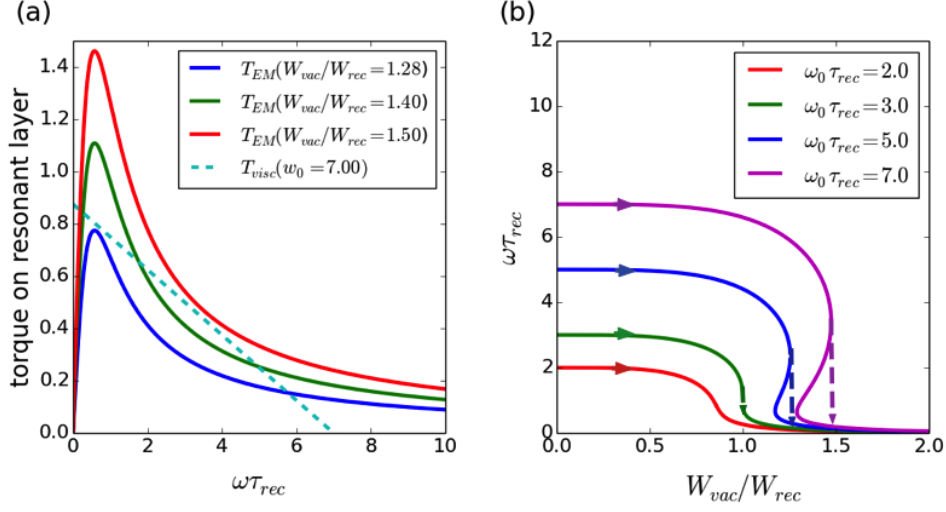 (a)
torque on resonant layer
1.4
1.2
1.0
0.8
0.6
0.4
0.2
0.0
0 2 4 6 8 10
ωτ_rec
T_EM(W_vac/W_rec=1.28)
T_EM(W_vac/W_rec=1.40)
T_EM(W_vac/W_rec=1.50)
T_visc(w_0=7.00)
(b)
ωτ_rec
12
10
8
6
4
2
0
0.0 0.5 1.0 1.5 2.0
W_vac/W_rec
ω_0 τ_rec=2.0
ω_0 τ_rec=3.0
ω_0 τ_rec=5.0
ω_0 τ_rec=7.0